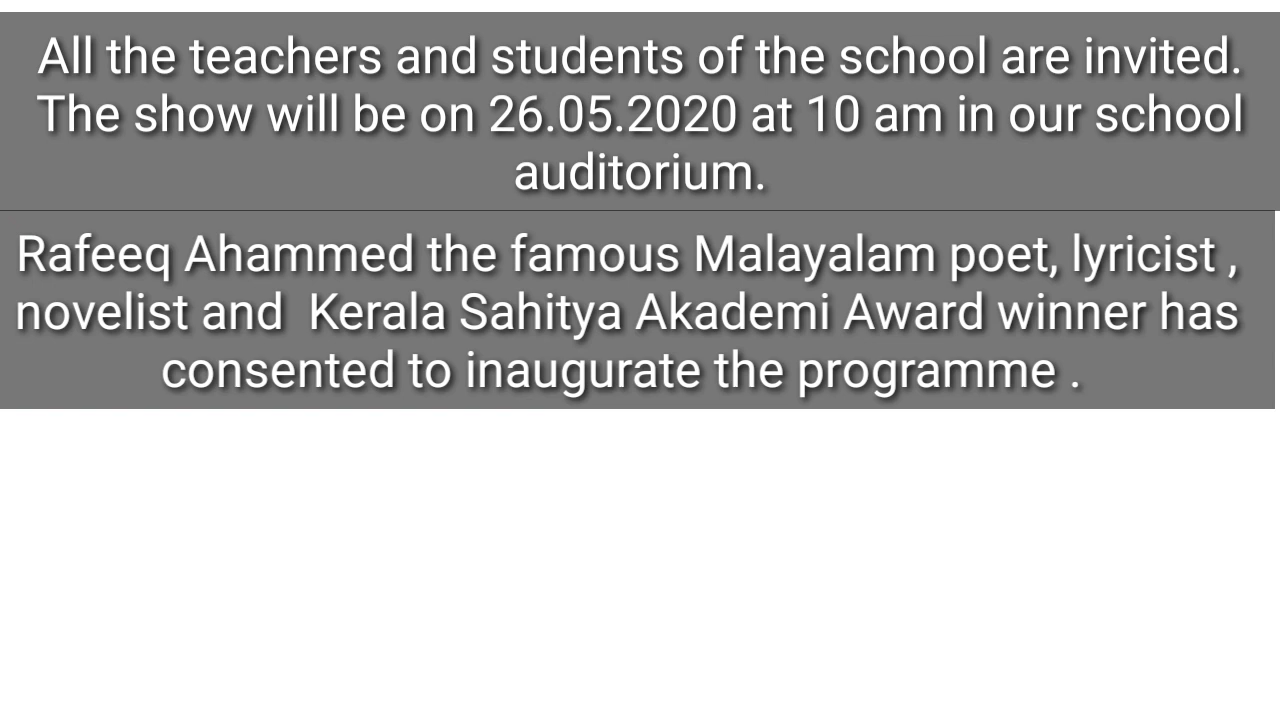 All the teachers and students of the school are invited.
The show will be on 26.05.2020 at 10 am in our school
auditorium.
Rafeeq Ahammed the famous Malayalam poet, lyricist ,
novelist and  Kerala Sahitya Akademi Award winner has
consented to inaugurate the programme .